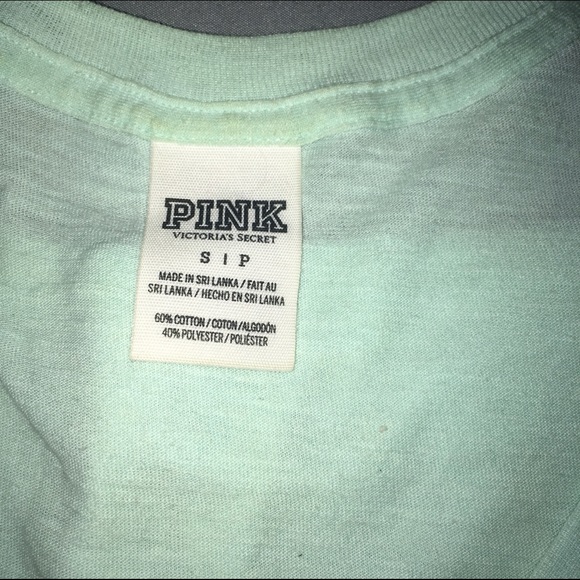 PINK
VICTORIA'S SECRET
S | P
MADE IN SRI LANKA / FAIT AU
SRI LANKA / HECHO EN SRI LANKA
60% COTTON / COTON / ALGODÓN
40% POLYESTER / POLIÉSTER